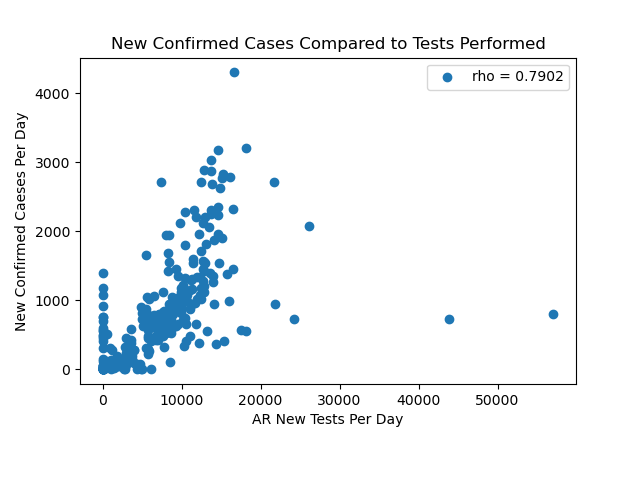 New Confirmed Cases Compared to Tests Performed
rho = 0.7902
4000
3000
2000
1000
0
New Confirmed Caeses Per Day
0
10000
20000
30000
40000
50000
AR New Tests Per Day